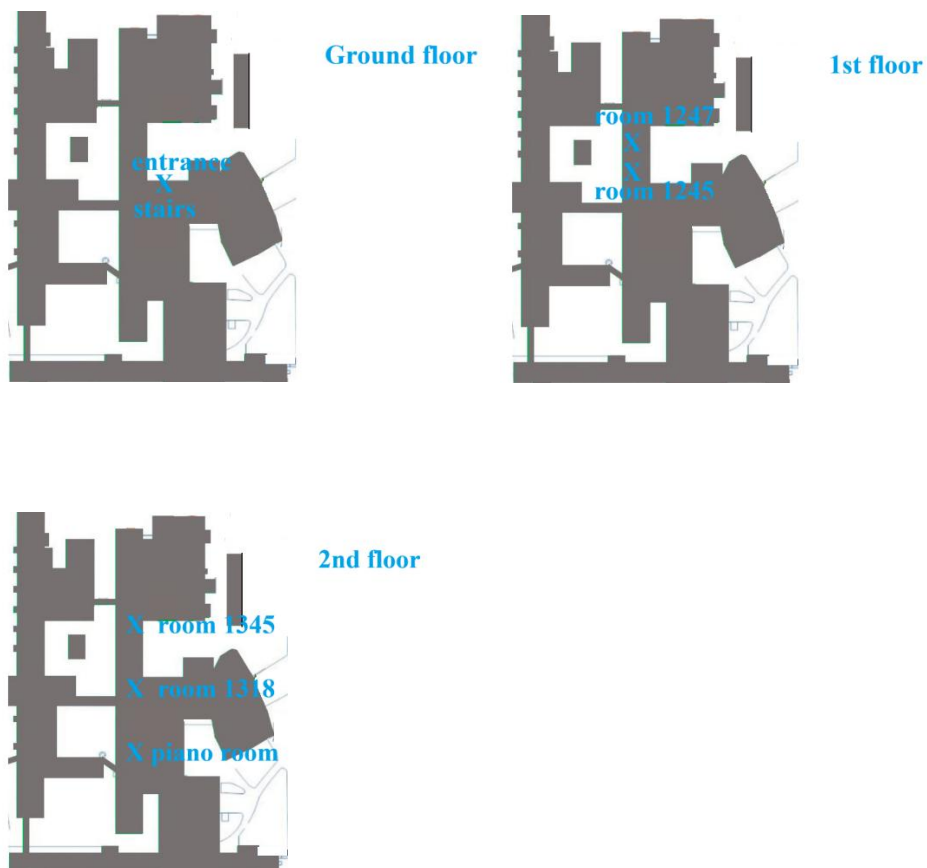 Ground floor
entrance
X
stairs
1st floor
room 1247
X
X
room 1245
2nd floor
X room 1345
X room 1318
X piano room